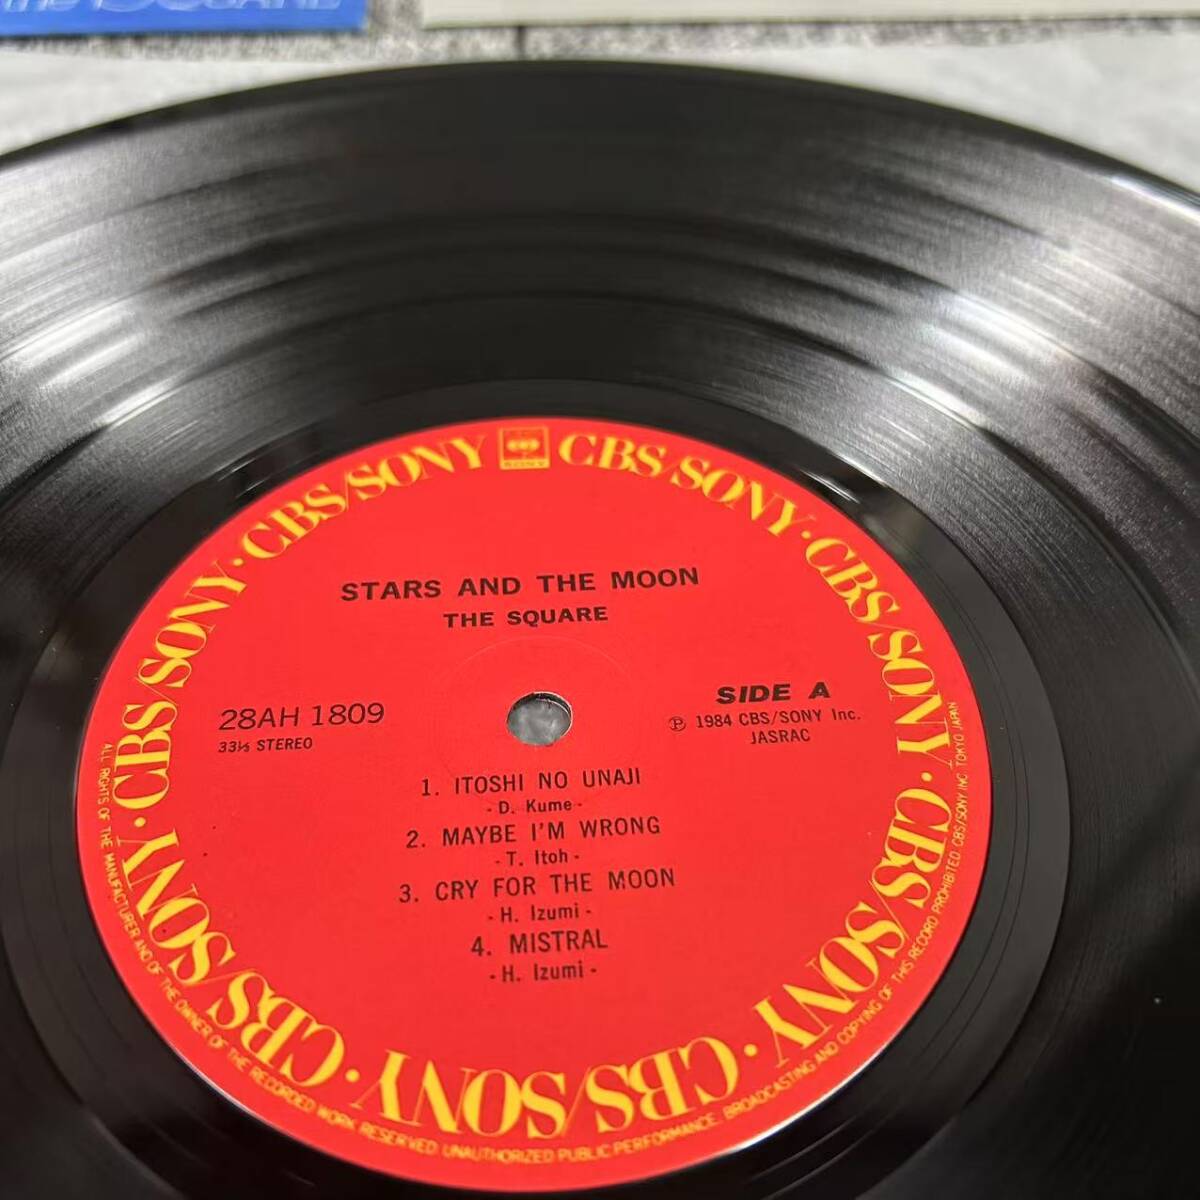 the SQUARE
CBS/SONY · CBS/SONY · CBS/SONY · CBS/SONY · CBS/SONY · CBS/SONY · CBS/SONY · CBS/SONY ·
SONY
STARS AND THE MOON
THE SQUARE
28AH 1809
33⅓ STEREO
SIDE A
Ⓟ 1984 CBS/SONY Inc.
JASRAC
1. ITOSHI NO UNAJI
- D. Kume -
2. MAYBE I'M WRONG
- T. Itoh -
3. CRY FOR THE MOON
- H. Izumi -
4. MISTRAL
- H. Izumi -
ALL RIGHTS OF THE MANUFACTURER AND OF THE OWNER OF THE RECORDED WORK RESERVED. UNAUTHORIZED PUBLIC PERFORMANCE, BROADCASTING AND COPYING OF THIS RECORD PROHIBITED. CBS/SONY INC. TOKYO JAPAN